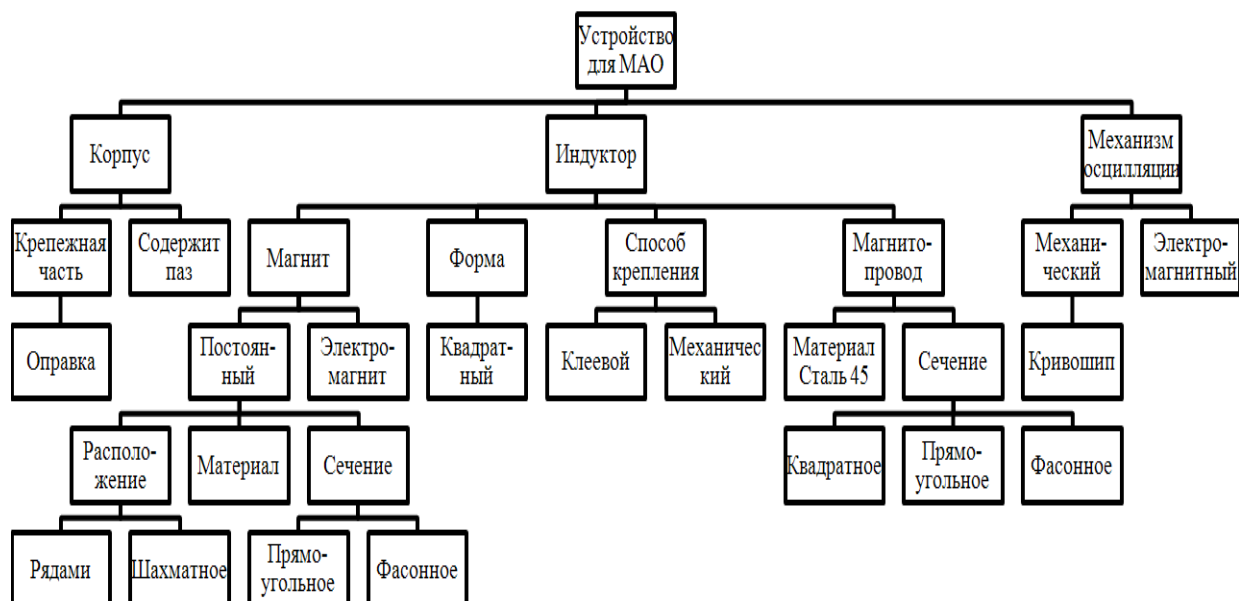 Устройство
для МАО
Корпус
Индуктор
Механизм
осцилляции
Крепежная
часть
Содержит
паз
Магнит
Форма
Способ
крепления
Магнито-
провод
Механи-
ческий
Электро-
магнитный
Оправка
Постоян-
ный
Электро-
магнит
Квадрат-
ный
Клеевой
Механичес
кий
Материал
Сталь 45
Сечение
Кривошип
Располо-
жение
Материал
Сечение
Квадратное
Прямо-
угольное
Фасонное
Рядами
Шахматное
Прямо-
угольное
Фасонное